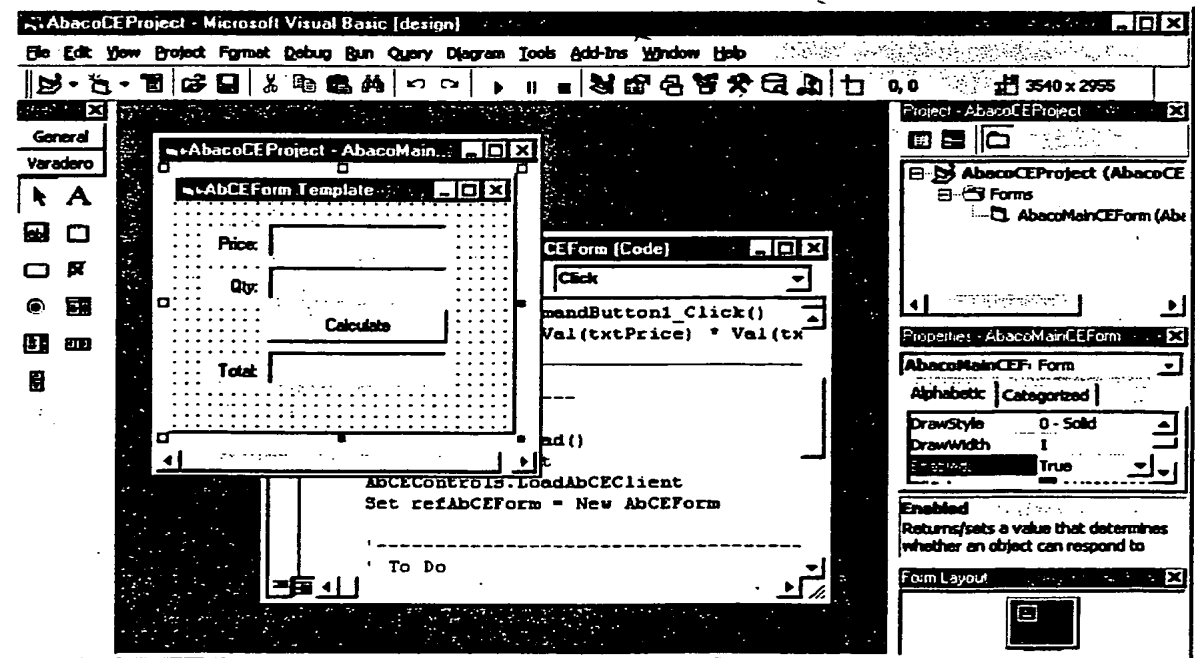 AbacoCEProject - Microsoft Visual Basic [design]
File Edit View Project Format Debug Run Query Diagram Tools Add-Ins Window Help
0, 0
3540 x 2955
General
Varadero
A
AbacoCEProject - AbacoMain...
AbCEForm Template
Price:
Qty:
Calculate
Total:
CEForm (Code)
Click
mandButton1_Click()
Val(txtPrice) * Val(tx
ad()
t
AbCEControls.LoadAbCEClient
Set refAbCEForm = New AbCEForm
'----------------------------------------
' To Do
Project - AbacoCEProject
AbacoCEProject (AbacoCE
Forms
AbacoMainCEForm (Aba
Properties - AbacoMainCEForm
AbacoMainCEF Form
Alphabetic Categorized
DrawStyle 0 - Solid
DrawWidth 1
Enabled True
Enabled
Returns/sets a value that determines
whether an object can respond to
Form Layout